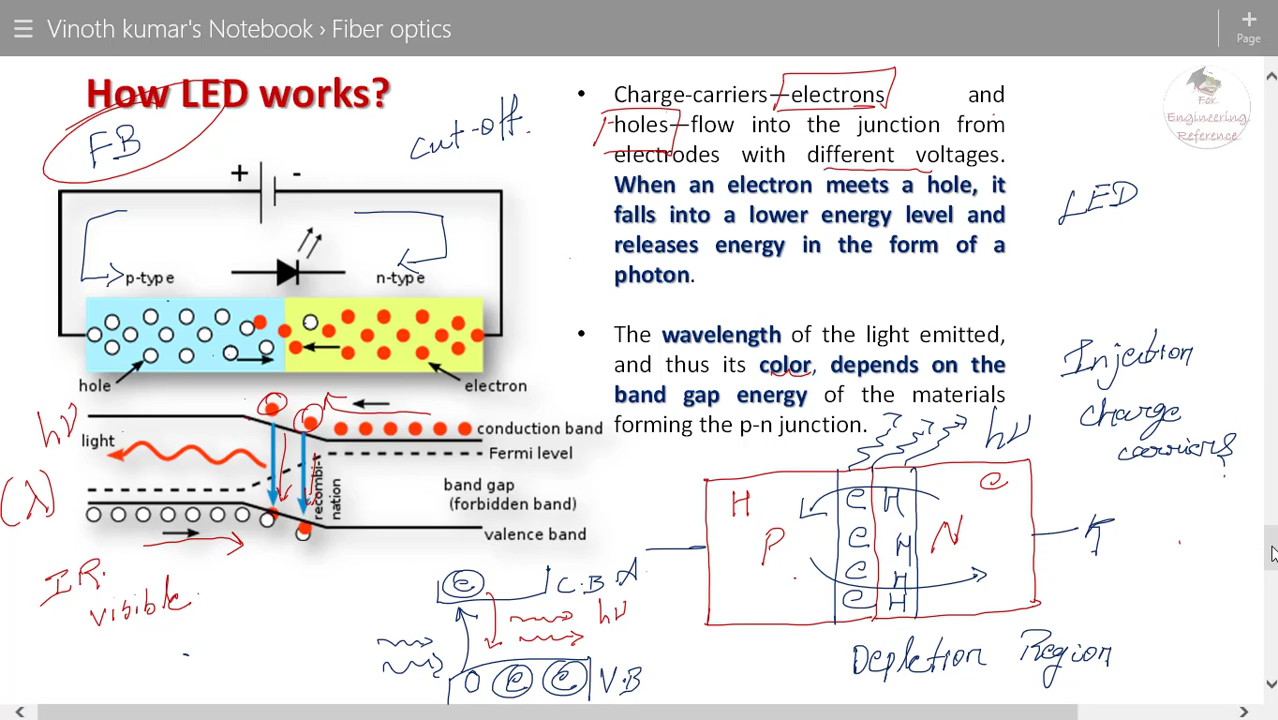 Vinoth kumar's Notebook › Fiber optics
Page
How LED works?
FB
cut-off.
+ -
p-type
n-type
hole
electron
hν
light
conduction band
Fermi level
(λ)
recombi-
nation
band gap
(forbidden band)
valence band
I.R.
visible
• Charge-carriers—electrons and
holes—flow into the junction from
electrodes with different voltages.
When an electron meets a hole, it
falls into a lower energy level and
releases energy in the form of a
photon.
• The wavelength of the light emitted,
and thus its color, depends on the
band gap energy of the materials
forming the p-n junction.
For
Engineering
Reference
LED
Injection
charge
carriers
hν
H e H e
P e H N
e H
e H
A
K
Depletion Region
e C.B
hν
O e e V.B